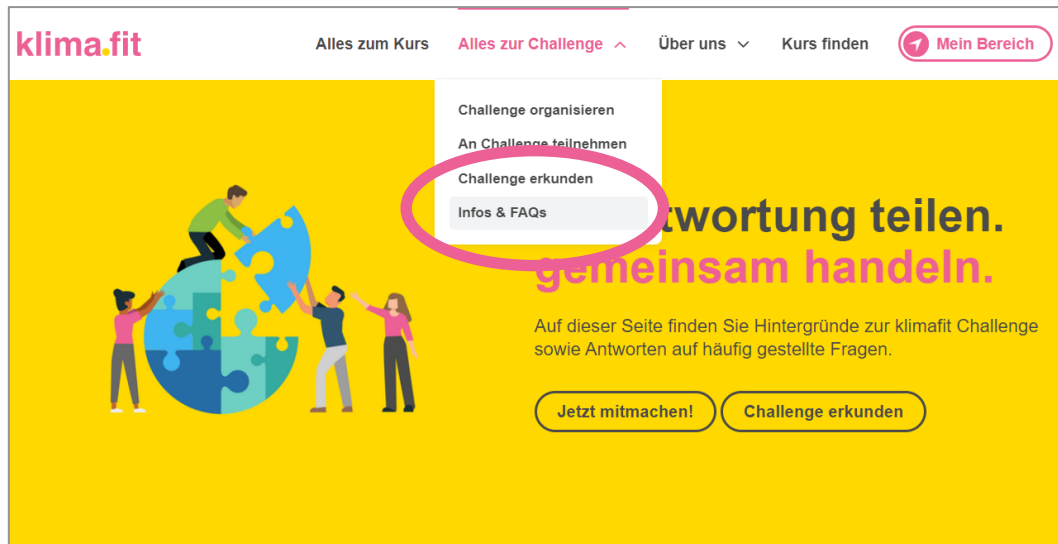 klima.fit
Alles zum Kurs
Alles zur Challenge
Über uns
Kurs finden
Mein Bereich
Challenge organisieren
An Challenge teilnehmen
Challenge erkunden
Infos & FAQs
twortung teilen.
gemeinsam handeln.
Auf dieser Seite finden Sie Hintergründe zur klimafit Challenge
sowie Antworten auf häufig gestellte Fragen.
Jetzt mitmachen!
Challenge erkunden